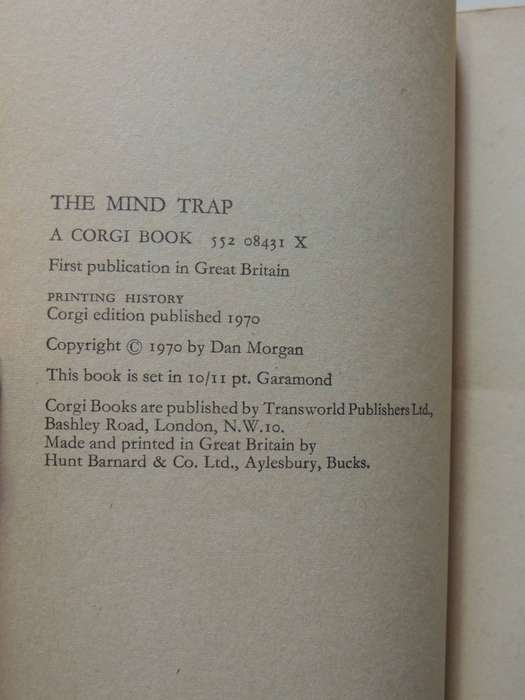 THE MIND TRAP
A CORGI BOOK 552 08431 X
First publication in Great Britain
PRINTING HISTORY
Corgi edition published 1970
Copyright © 1970 by Dan Morgan
This book is set in 10/11 pt. Garamond
Corgi Books are published by Transworld Publishers Ltd,
Bashley Road, London, N.W.10.
Made and printed in Great Britain by
Hunt Barnard & Co. Ltd., Aylesbury, Bucks.